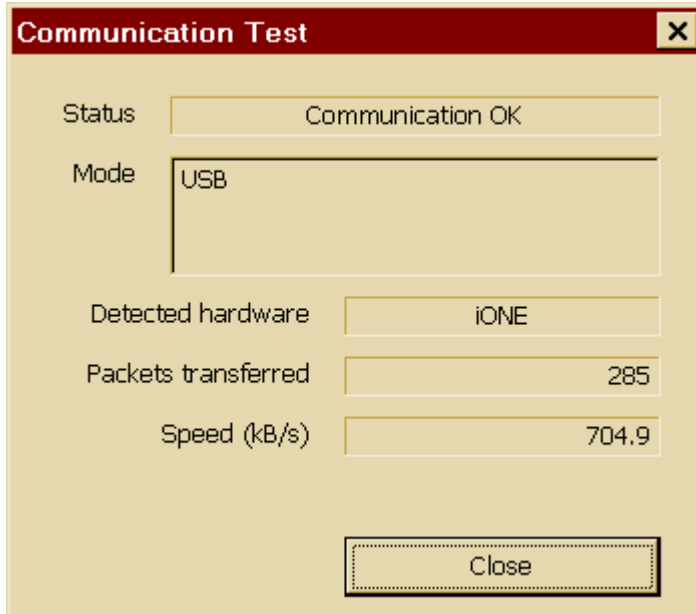 Communication Test
Status Communication OK
Mode USB
Detected hardware iONE
Packets transferred 285
Speed (kB/s) 704.9
Close